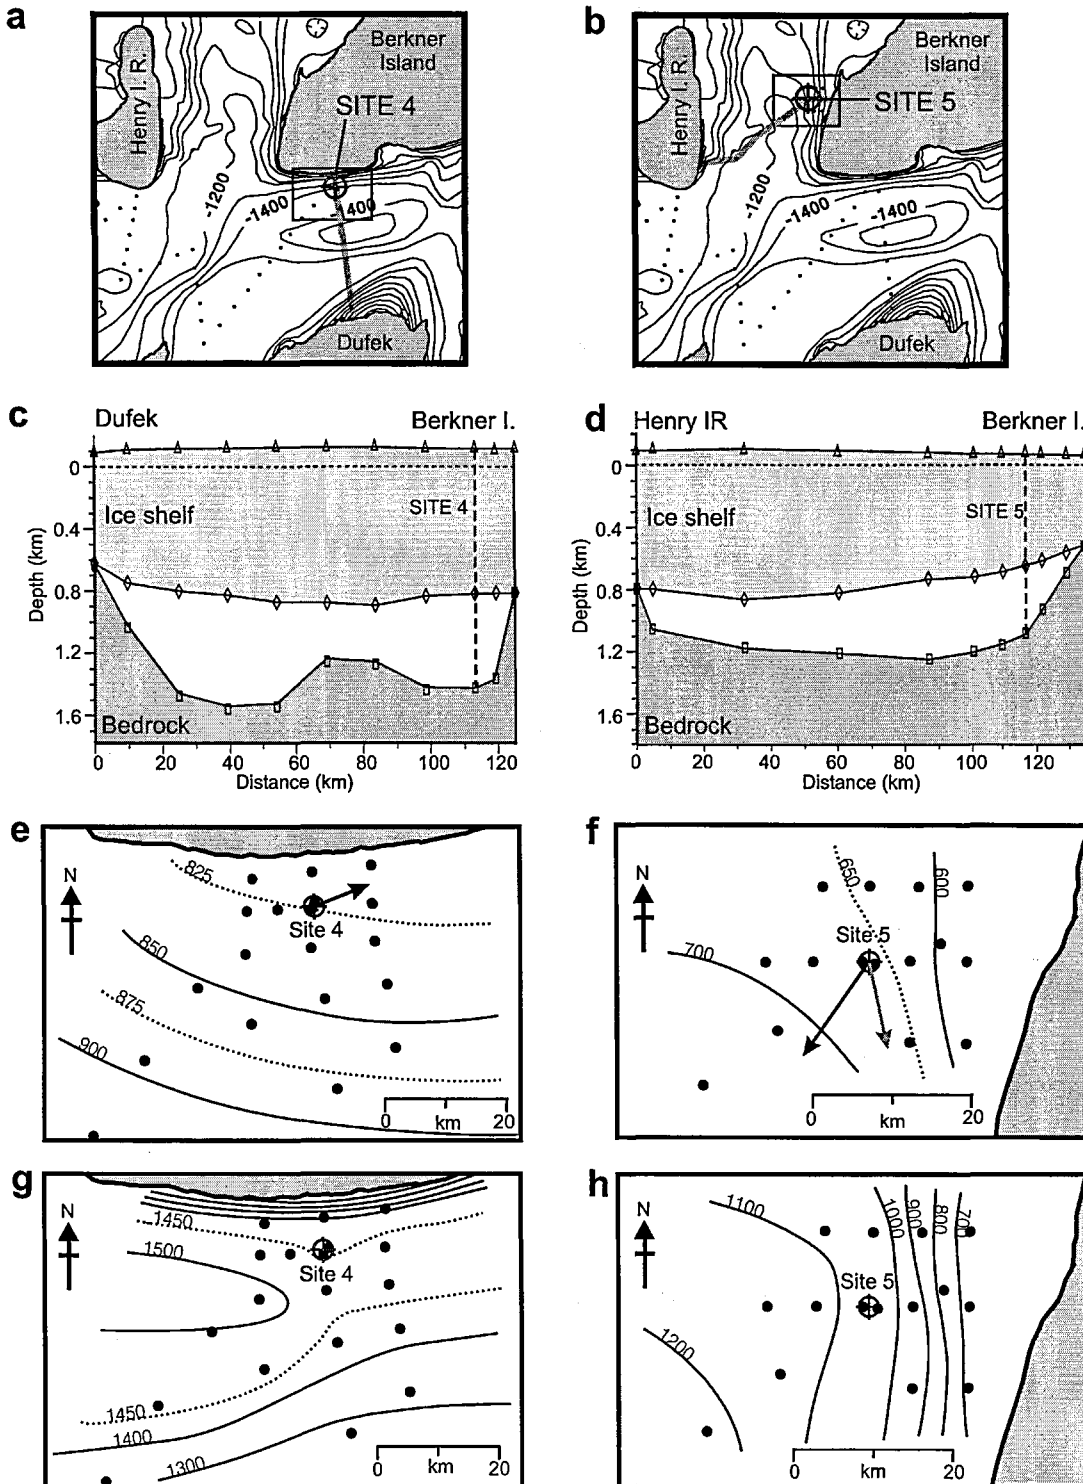 a
Henry I. R.
Berkner
Island
SITE 4
-1200
-1400
-1400
Dufek
b
Henry I. R.
Berkner
Island
SITE 5
-1200
-1400
-1400
Dufek
c
Dufek
Berkner I.
0
0.4
0.8
1.2
1.6
Depth (km)
SITE 4
Ice shelf
Bedrock
0 20 40 60 80 100 120
Distance (km)
d
Henry IR
Berkner I.
0
0.4
0.8
1.2
1.6
Depth (km)
SITE 5
Ice shelf
Bedrock
0 20 40 60 80 100 120
Distance (km)
e
N
825
Site 4
850
875
900
0 km 20
f
N
650
600
Site 5
700
0 km 20
g
N
1450
1500
Site 4
1450
1400
1300
0 km 20
h
N
1100
1000
900
800
700
Site 5
1200
0 km 20